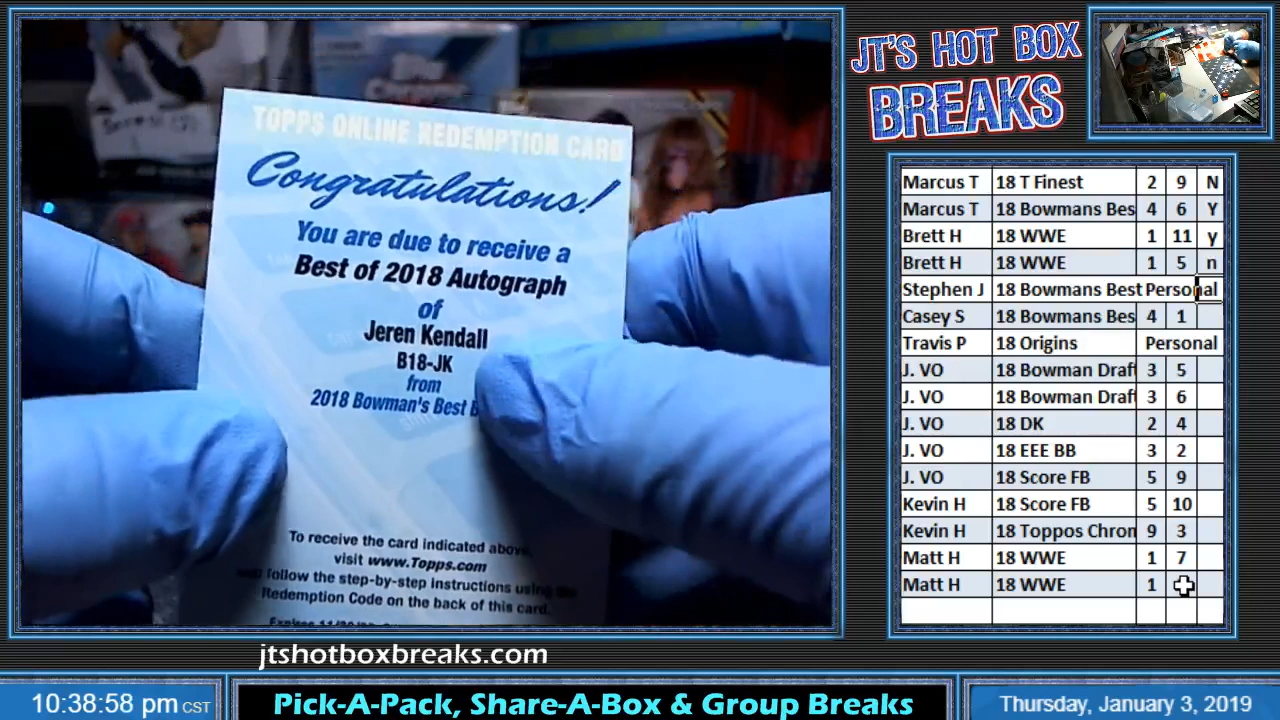 TOPPS ONLINE REDEMPTION CARD
Congratulations!
You are due to receive a
Best of 2018 Autograph
of
Jeren Kendall
B18-JK
from
2018 Bowman's Best
To receive the card indicated above,
visit www.Topps.com
follow the step-by-step instructions using
Redemption Code on the back of this card.
JT'S HOT BOX
BREAKS
Marcus T 18 T Finest 2 9 N
Marcus T 18 Bowmans Bes 4 6 Y
Brett H 18 WWE 1 11 y
Brett H 18 WWE 1 5 n
Stephen J 18 Bowmans Best Personal
Casey S 18 Bowmans Bes 4 1
Travis P 18 Origins Personal
J. VO 18 Bowman Draft 3 5
J. VO 18 Bowman Draft 3 6
J. VO 18 DK 2 4
J. VO 18 EEE BB 3 2
J. VO 18 Score FB 5 9
Kevin H 18 Score FB 5 10
Kevin H 18 Toppos Chrom 9 3
Matt H 18 WWE 1 7
Matt H 18 WWE 1
jtshotboxbreaks.com
10:38:58 pm CST
Pick-A-Pack, Share-A-Box & Group Breaks
Thursday, January 3, 2019